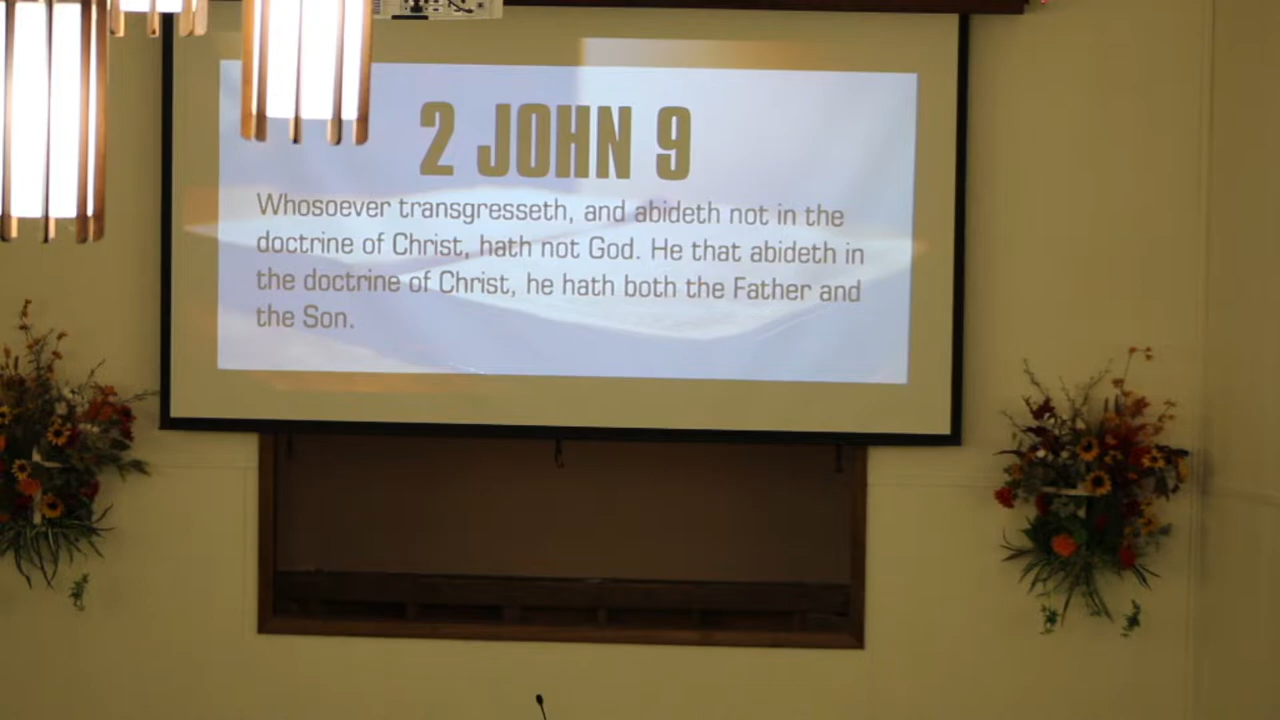 2 JOHN 9
Whosoever transgresseth, and abideth not in the
doctrine of Christ, hath not God. He that abideth in
the doctrine of Christ, he hath both the Father and
the Son.